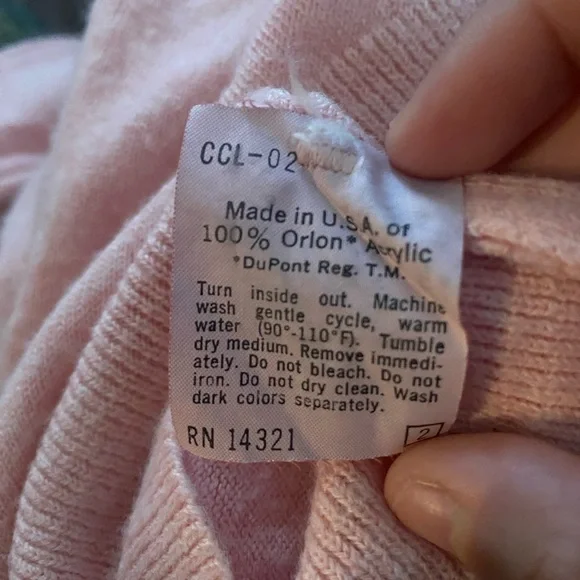 CCL-02
Made in U.S.A. of
100% Orlon* Acrylic
*DuPont Reg. T.M.
Turn inside out. Machine
wash gentle cycle, warm
water (90°-110°F). Tumble
dry medium. Remove immedi-
ately. Do not bleach. Do not
iron. Do not dry clean. Wash
dark colors separately.
RN 14321
2